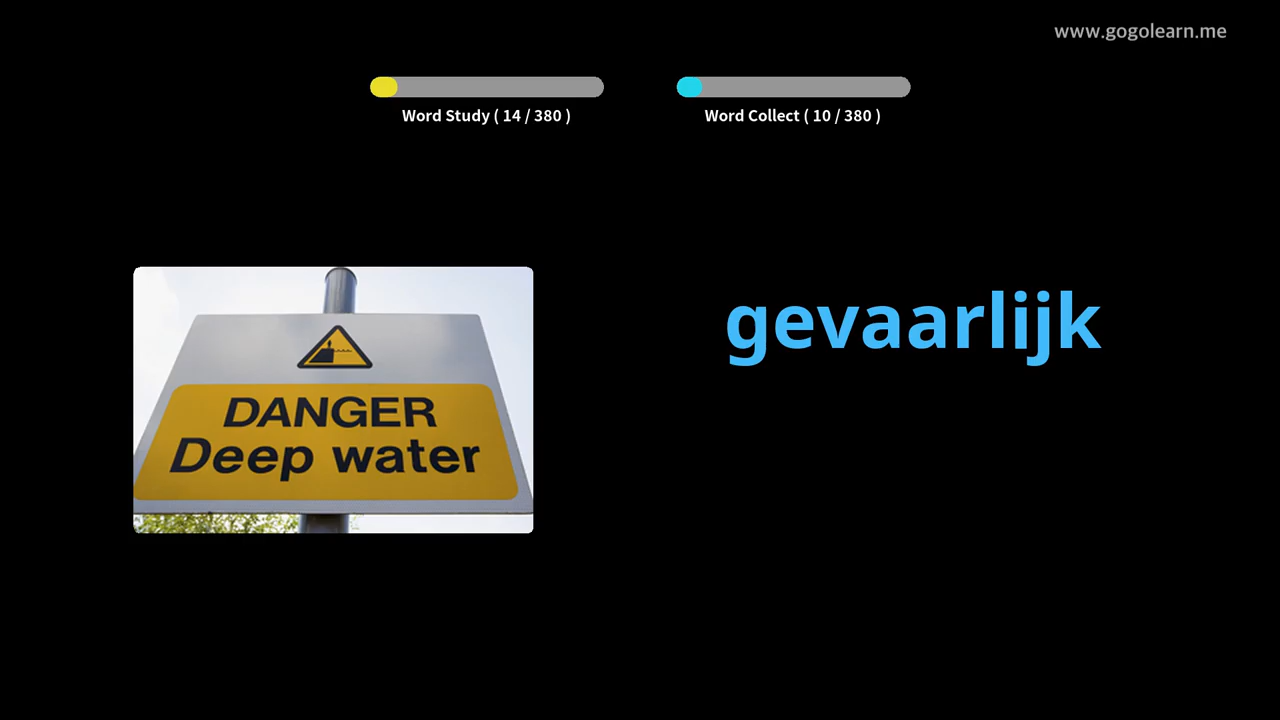 www.gogolearn.me
Word Study ( 14 / 380 )
Word Collect ( 10 / 380 )
gevaarlijk
DANGER
Deep water